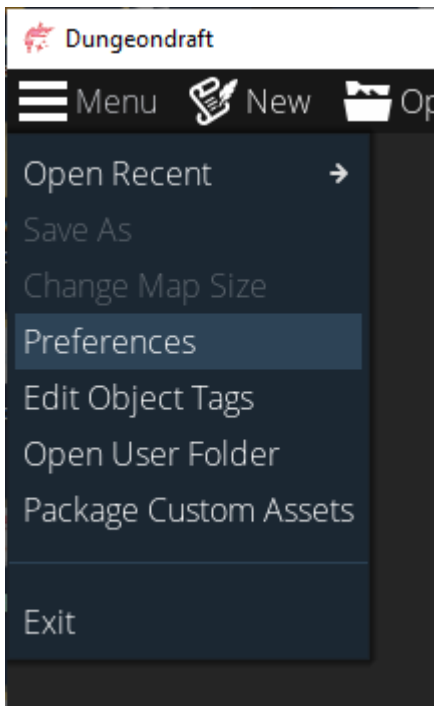 Dungeondraft
Menu New Op
Open Recent
Save As
Change Map Size
Preferences
Edit Object Tags
Open User Folder
Package Custom Assets
Exit